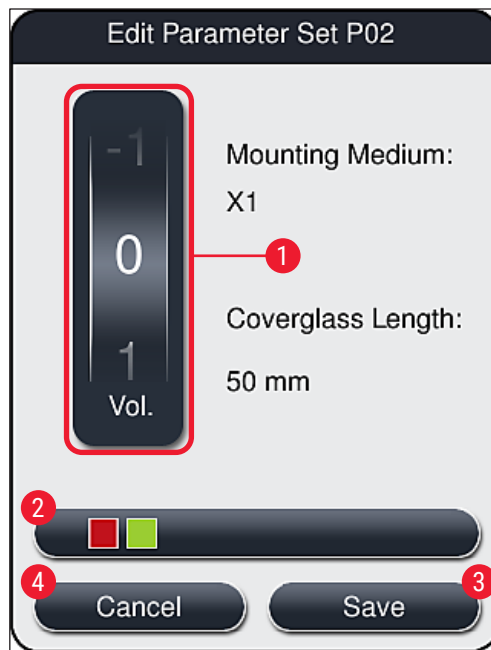 Edit Parameter Set P02
-1
0
1
Vol.
1
Mounting Medium:
X1
Coverglass Length:
50 mm
2
4
Cancel
3
Save